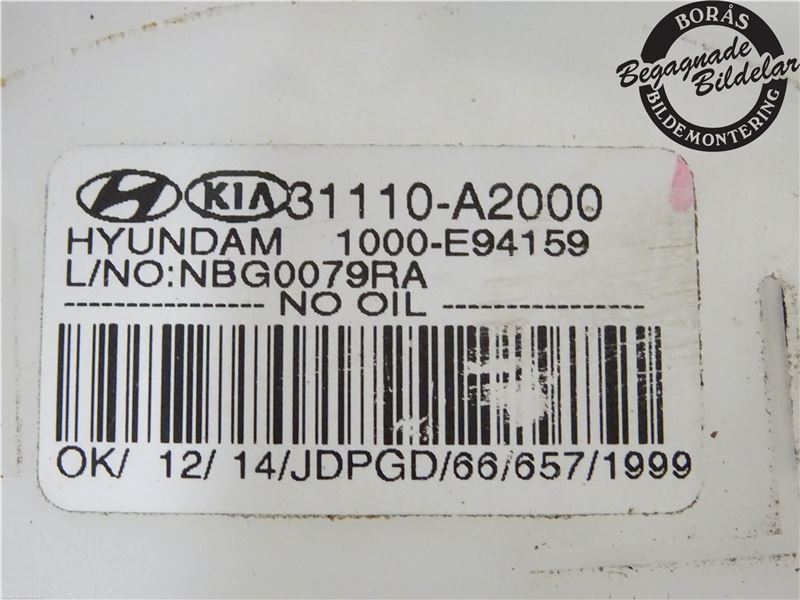 BORÅS
Begagnade
Bildelar
BILDEMONTERING
KIA 31110-A2000
HYUNDAM 1000-E94159
L/NO:NBG0079RA
---------------- NO OIL ----------------
OK/ 12/ 14/JDPGD/66/657/1999